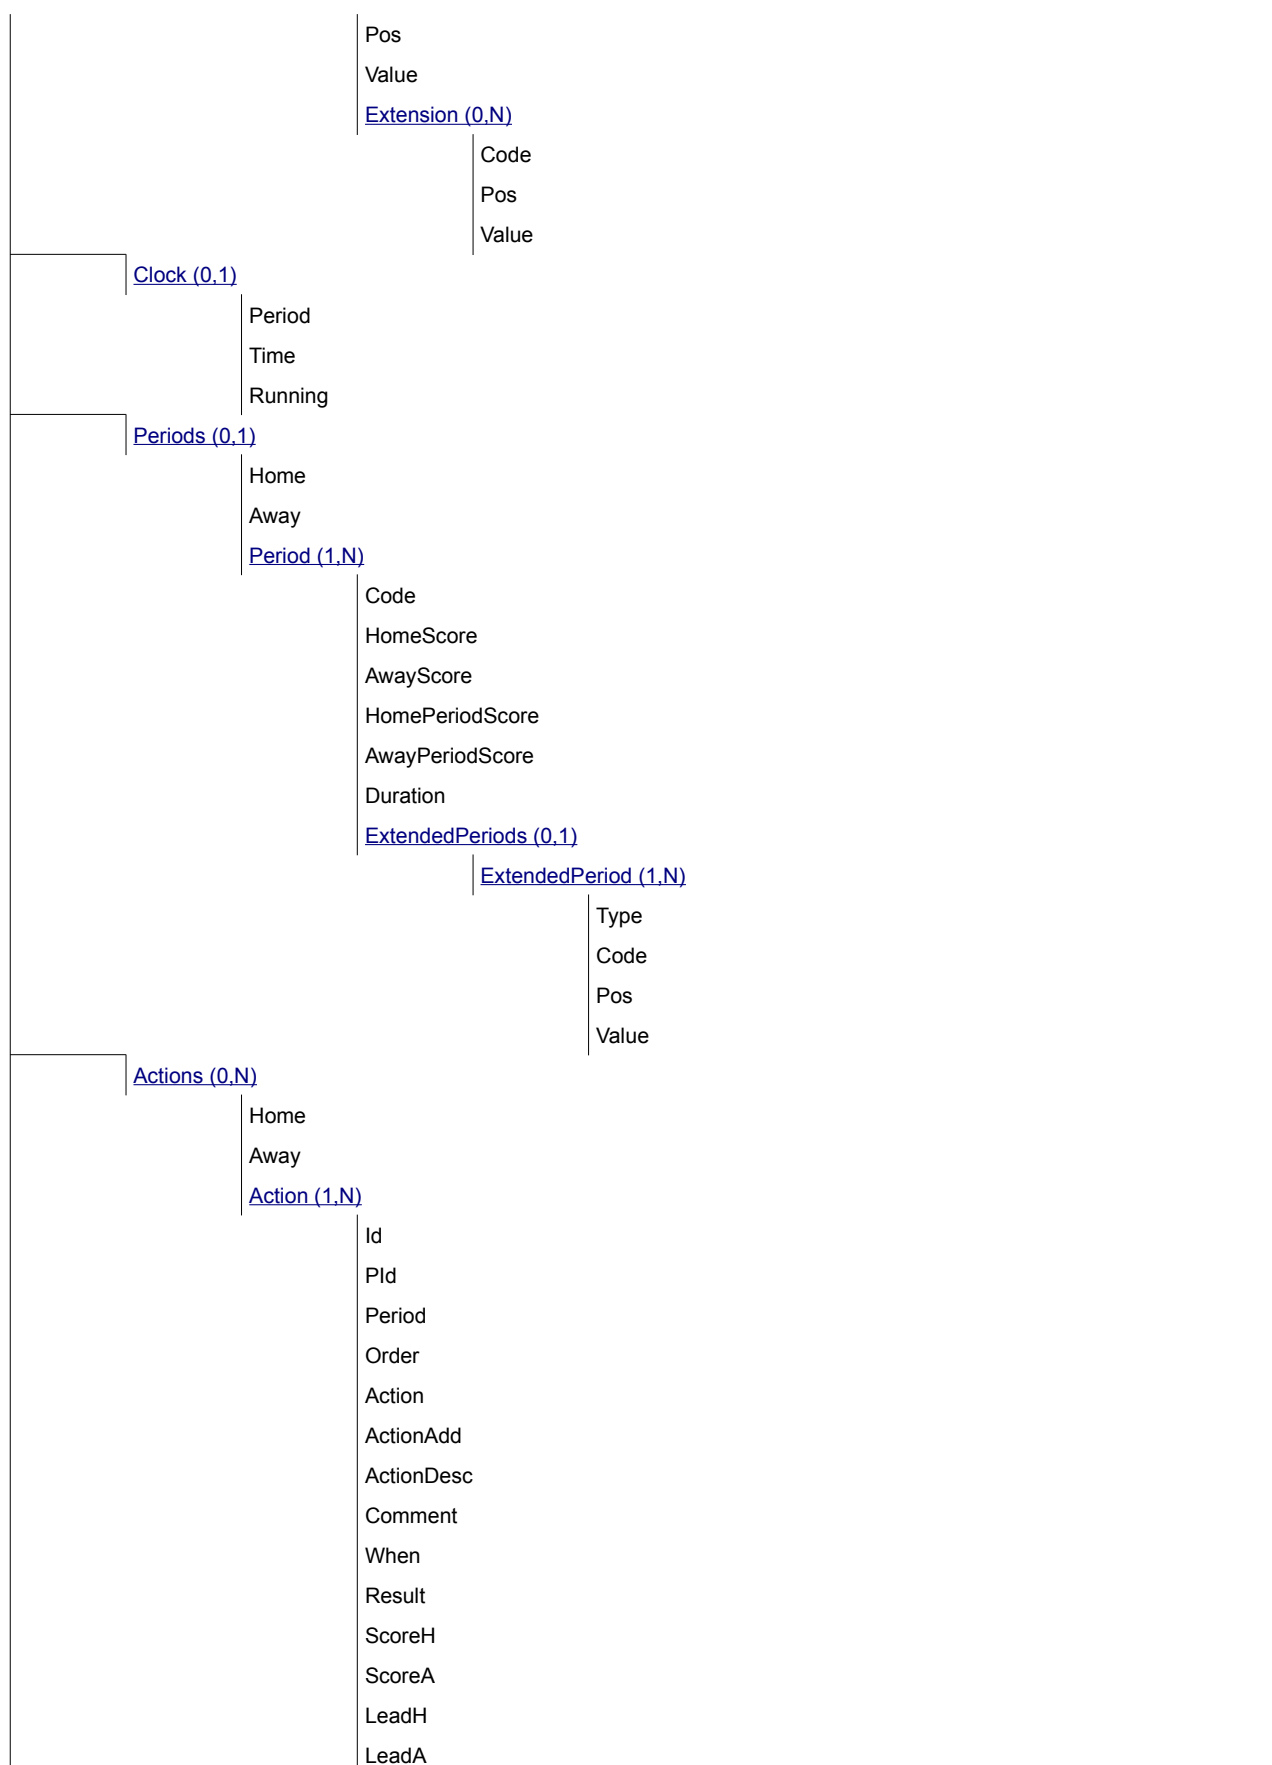 Pos
Value
Extension (0,N)
Code
Pos
Value
Clock (0,1)
Period
Time
Running
Periods (0,1)
Home
Away
Period (1,N)
Code
HomeScore
AwayScore
HomePeriodScore
AwayPeriodScore
Duration
ExtendedPeriods (0,1)
ExtendedPeriod (1,N)
Type
Code
Pos
Value
Actions (0,N)
Home
Away
Action (1,N)
Id
PId
Period
Order
Action
ActionAdd
ActionDesc
Comment
When
Result
ScoreH
ScoreA
LeadH
LeadA